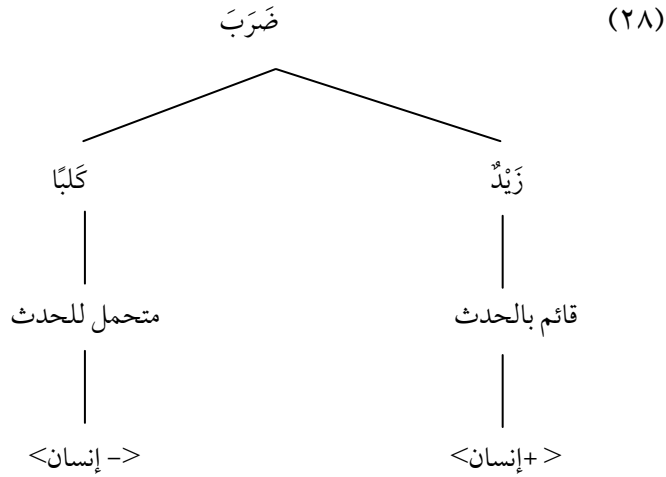 (٢٨)
ضَرَبَ
زَيْدٌ
كَلبًا
قائم بالحدث
متحمل للحدث
<+إنسان>
<– إنسان>